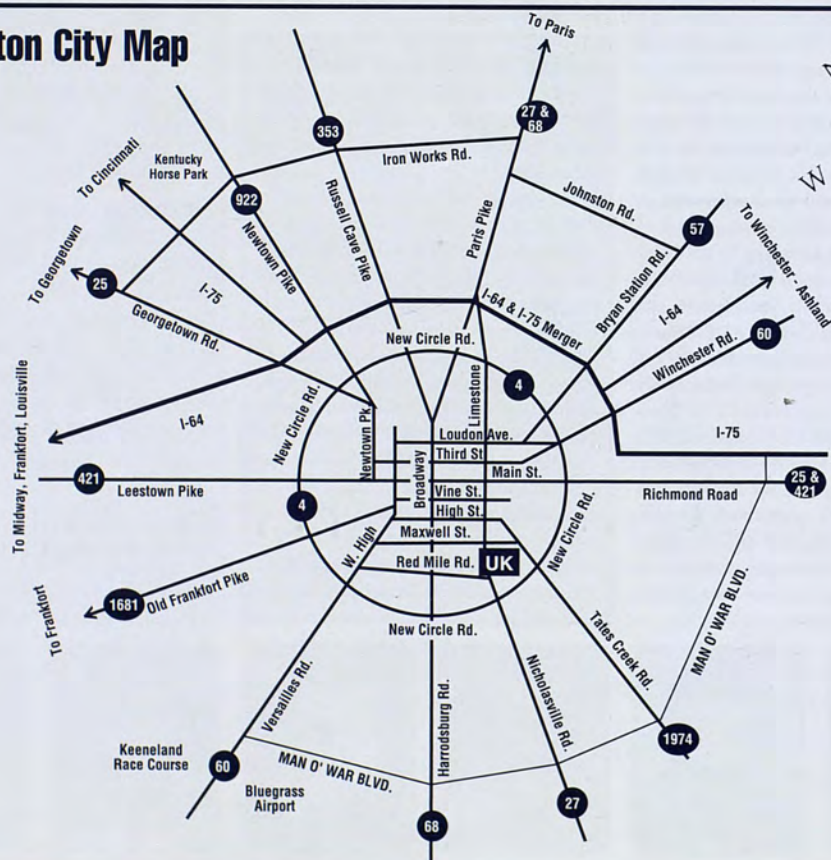 ton City Map
To Paris
27 &
68
353
Iron Works Rd.
Kentucky
Horse Park
To Cincinnati
922
Newtown Pike
Russell Cave Pike
Paris Pike
Johnston Rd.
57
W
To Georgetown
25
I-75
Georgetown Rd.
I-64 & I-75 Merger
Bryan Station Rd.
I-64
To Winchester - Ashland
Winchester Rd.
60
New Circle Rd.
4
Limestone
I-64
New Circle Rd.
Newtown Pk
Broadway
Loudon Ave.
Third St
Main St.
I-75
To Midway, Frankfort, Louisville
421
Leestown Pike
Vine St.
Richmond Road
25
& 421
4
High St.
Maxwell St.
W. High
Red Mile Rd.
UK
New Circle Rd.
1681
Old Frankfort Pike
To Frankfort
New Circle Rd.
Tates Creek Rd.
MAN O' WAR BLVD.
Versailles Rd.
Harrodsburg Rd.
Nicholasville Rd.
1974
Keeneland
Race Course
60
MAN O' WAR BLVD.
Bluegrass
Airport
68
27